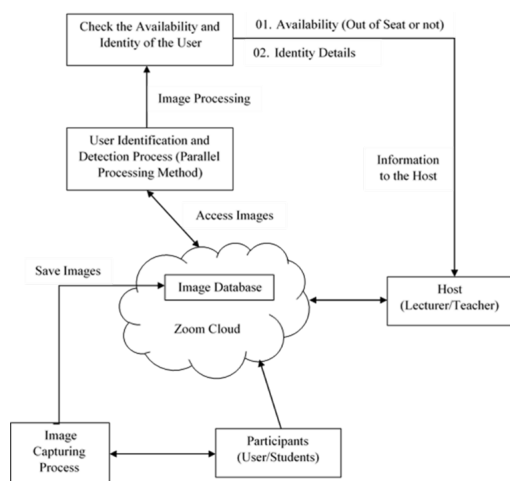 Check the Availability and
Identity of the User
01. Availability (Out of Seat or not)
02. Identity Details
Image Processing
User Identification and
Detection Process (Parallel
Processing Method)
Information
to the Host
Access Images
Save Images
Image Database
Zoom Cloud
Host
(Lecturer/Teacher)
Image
Capturing
Process
Participants
(User/Students)